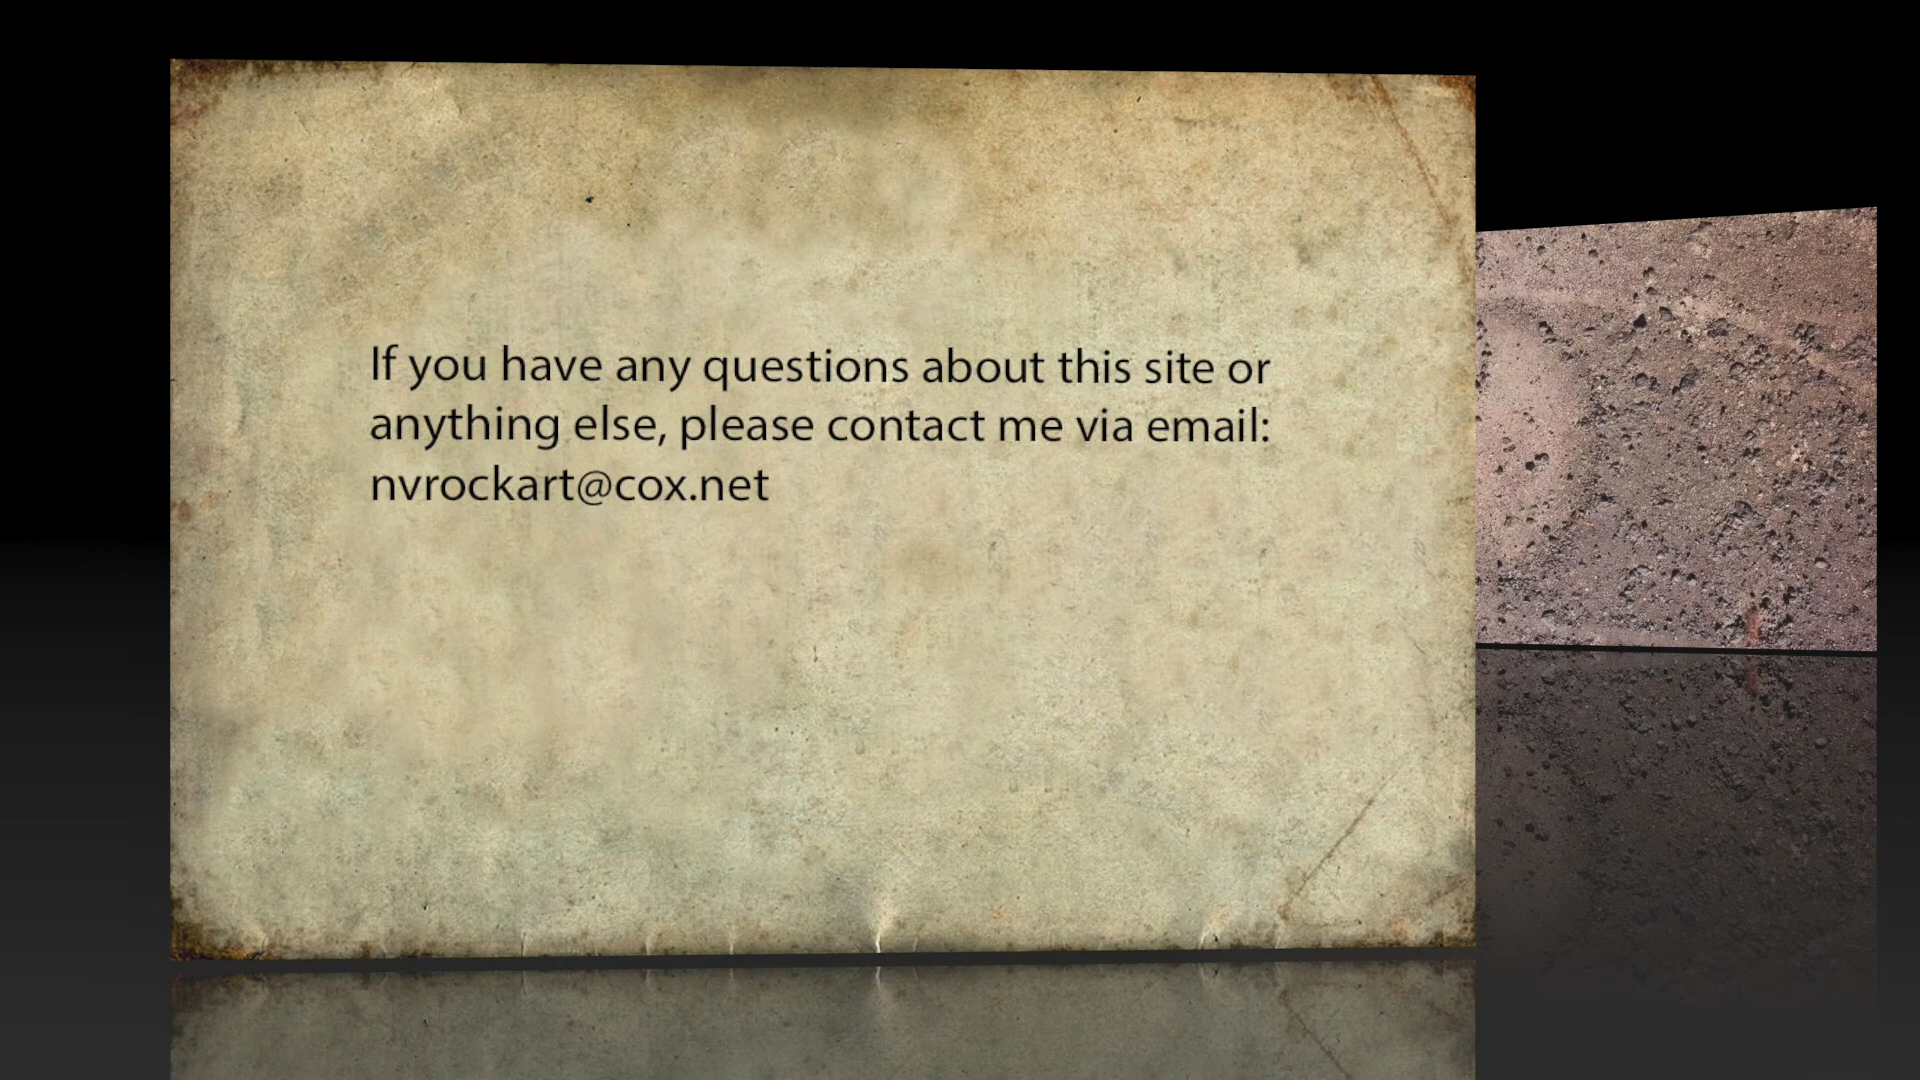 If you have any questions about this site or
anything else, please contact me via email:
nvrockart@cox.net